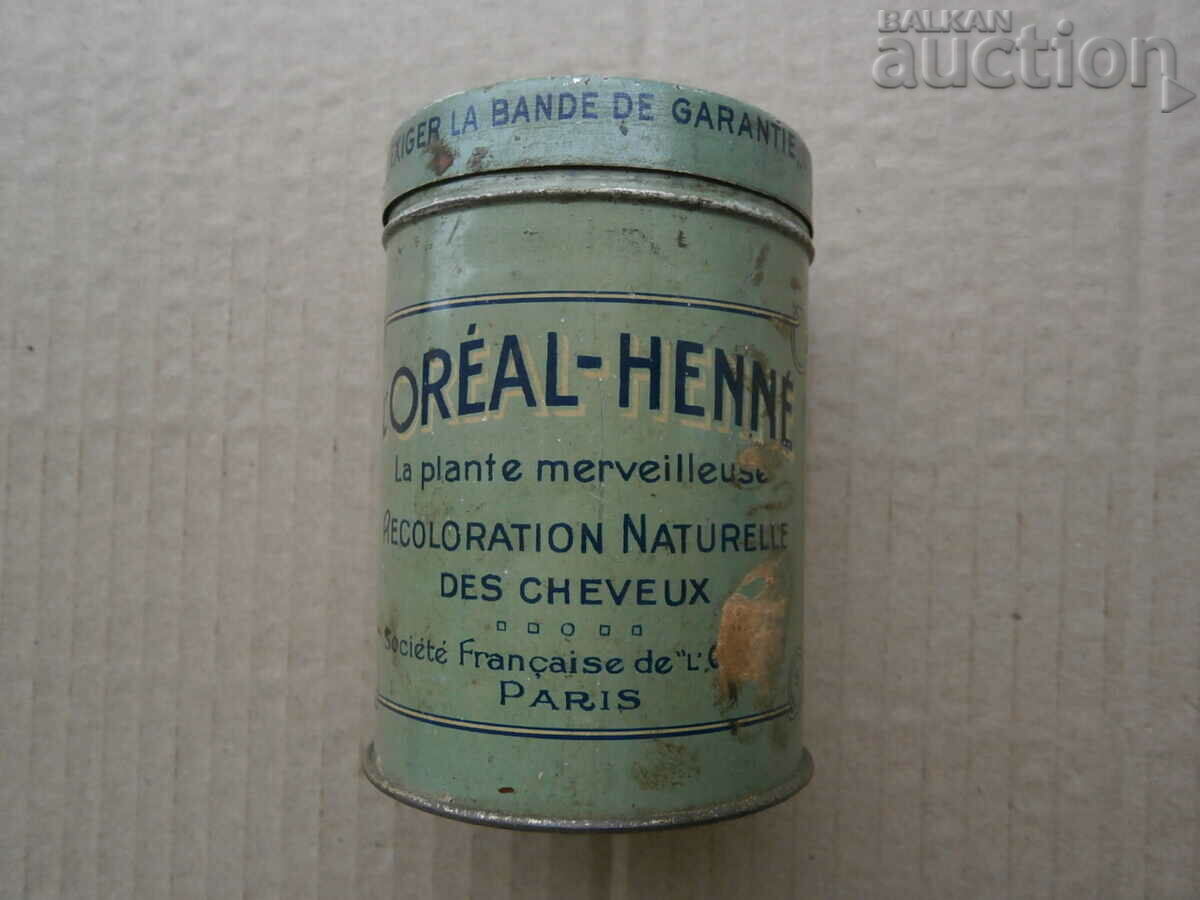 BALKAN
auction
EXIGER LA BANDE DE GARANTIE
L'ORÉAL-HENNÉ
La plante merveilleuse
RECOLORATION NATURELLE
DES CHEVEUX
Société Française de "L'
PARIS